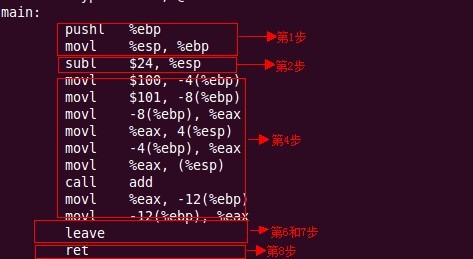 main:
pushl %ebp
movl %esp, %ebp
第1步
subl $24, %esp
第2步
movl $100, -4(%ebp)
movl $101, -8(%ebp)
movl -8(%ebp), %eax
movl %eax, 4(%esp)
movl -4(%ebp), %eax
movl %eax, (%esp)
call add
movl %eax, -12(%ebp)
movl -12(%ebp), %eax
第4步
leave
第6和7步
ret
第8步